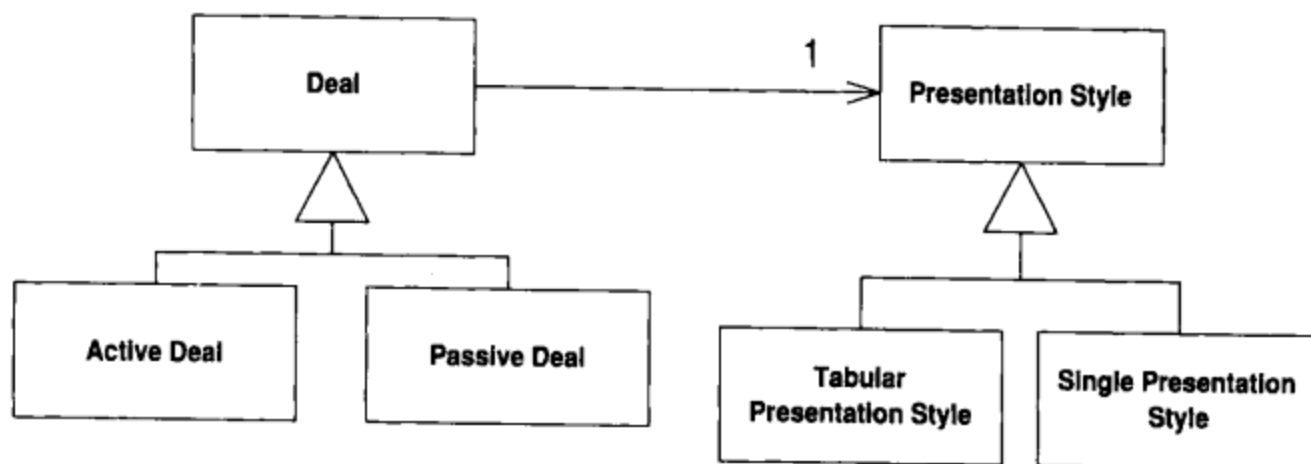 Deal
1
Presentation Style
Active Deal
Passive Deal
Tabular
Presentation Style
Single Presentation
Style